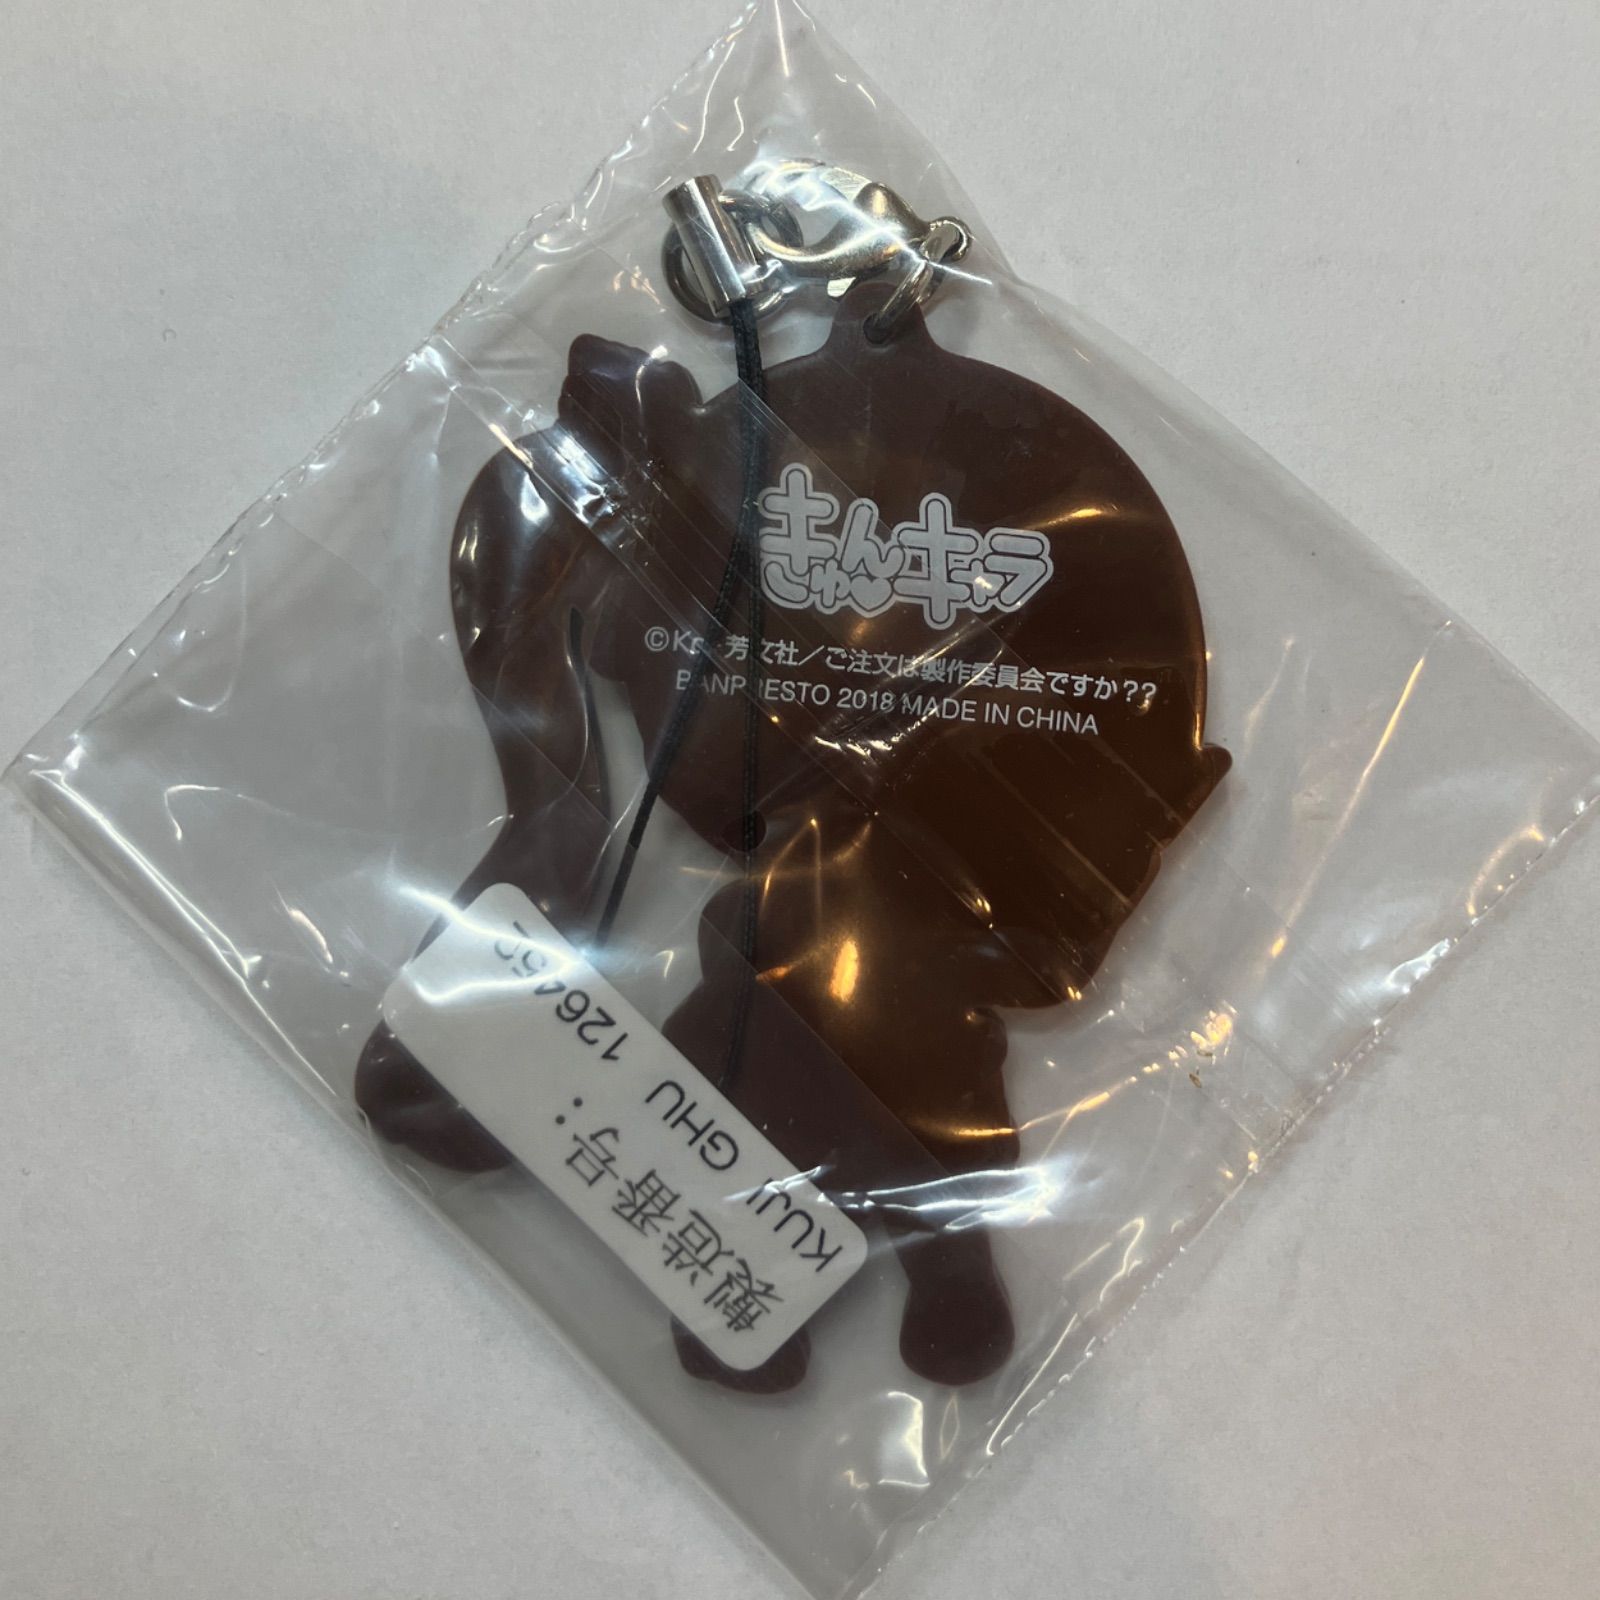 きゅんキャラ
©Koi・芳文社／ご注文は製作委員会ですか？？
BANPRESTO 2018 MADE IN CHINA
製造番号：
KUJI GHU 126452